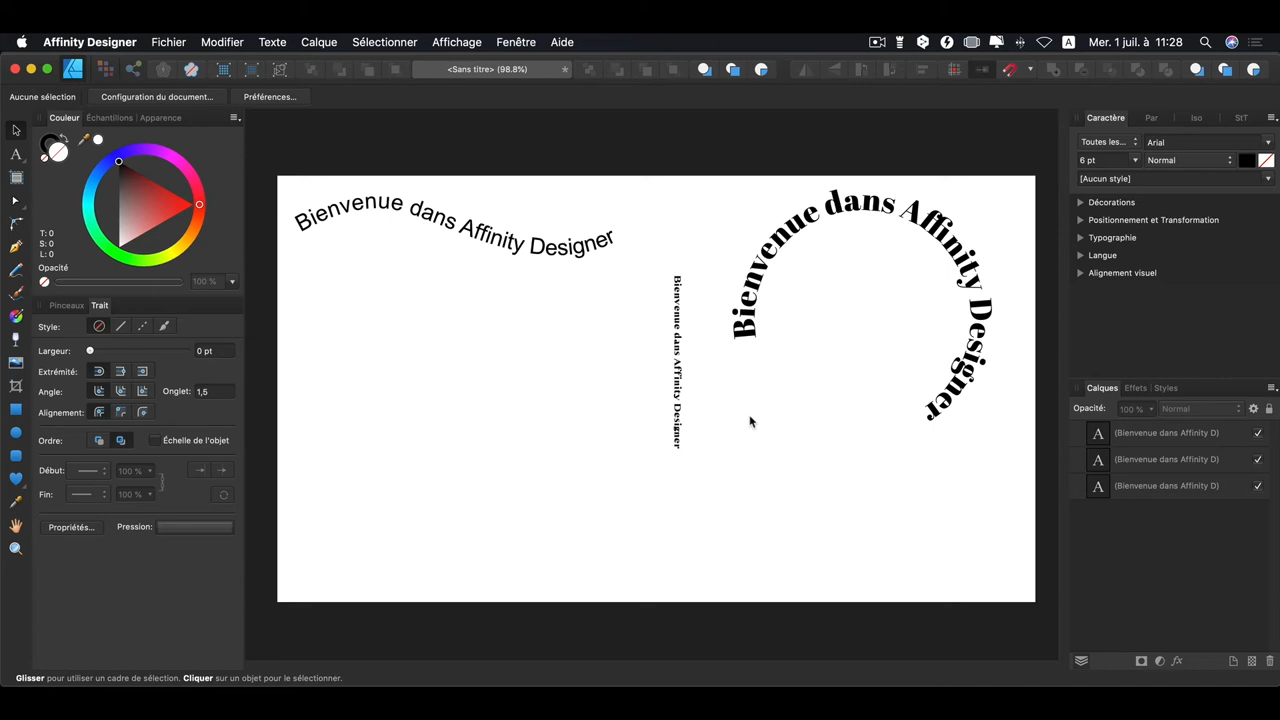 Affinity Designer Fichier Modifier Texte Calque Sélectionner Affichage Fenêtre Aide A Mer. 1 juil. à 11:28
<Sans titre> (98.8%)
Aucune sélection Configuration du document... Préférences...
Couleur Échantillons Apparence
T: 0
S: 0
L: 0
Opacité
100 %
Pinceaux Trait
Style:
Largeur: 0 pt
Extrémité:
Angle: Onglet: 1,5
Alignement:
Ordre: Échelle de l'objet
Début: 100 %
Fin: 100 %
Propriétés... Pression:
Bienvenue dans Affinity Designer
Bienvenue dans Affinity Designer
Bienvenue dans Affinity Designer
Caractère Par Iso StT
Toutes les... Arial
6 pt Normal
[Aucun style]
Décorations
Positionnement et Transformation
Typographie
Langue
Alignement visuel
Calques Effets Styles
Opacité: 100 % Normal
A (Bienvenue dans Affinity D)
A (Bienvenue dans Affinity D)
A (Bienvenue dans Affinity D)
Glisser pour utiliser un cadre de sélection. Cliquer sur un objet pour le sélectionner.